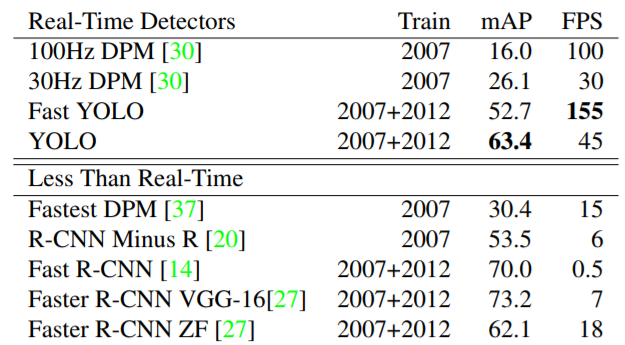 Real-Time Detectors Train mAP FPS
100Hz DPM [30] 2007 16.0 100
30Hz DPM [30] 2007 26.1 30
Fast YOLO 2007+2012 52.7 155
YOLO 2007+2012 63.4 45
Less Than Real-Time
Fastest DPM [37] 2007 30.4 15
R-CNN Minus R [20] 2007 53.5 6
Fast R-CNN [14] 2007+2012 70.0 0.5
Faster R-CNN VGG-16[27] 2007+2012 73.2 7
Faster R-CNN ZF [27] 2007+2012 62.1 18